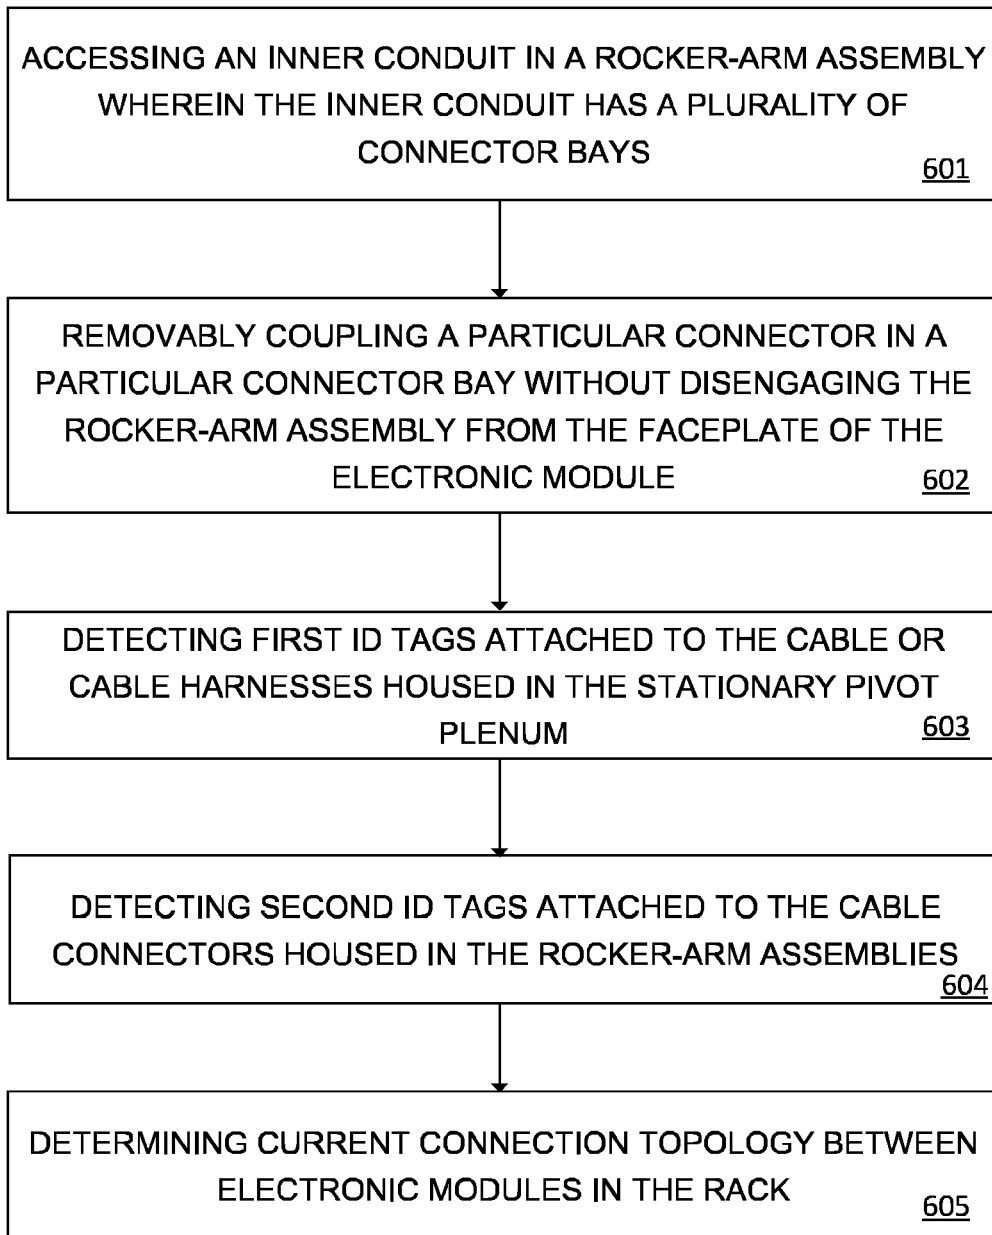 ACCESSING AN INNER CONDUIT IN A ROCKER-ARM ASSEMBLY
WHEREIN THE INNER CONDUIT HAS A PLURALITY OF
CONNECTOR BAYS
601
REMOVABLY COUPLING A PARTICULAR CONNECTOR IN A
PARTICULAR CONNECTOR BAY WITHOUT DISENGAGING THE
ROCKER-ARM ASSEMBLY FROM THE FACEPLATE OF THE
ELECTRONIC MODULE
602
DETECTING FIRST ID TAGS ATTACHED TO THE CABLE OR
CABLE HARNESSES HOUSED IN THE STATIONARY PIVOT
PLENUM
603
DETECTING SECOND ID TAGS ATTACHED TO THE CABLE
CONNECTORS HOUSED IN THE ROCKER-ARM ASSEMBLIES
604
DETERMINING CURRENT CONNECTION TOPOLOGY BETWEEN
ELECTRONIC MODULES IN THE RACK
605